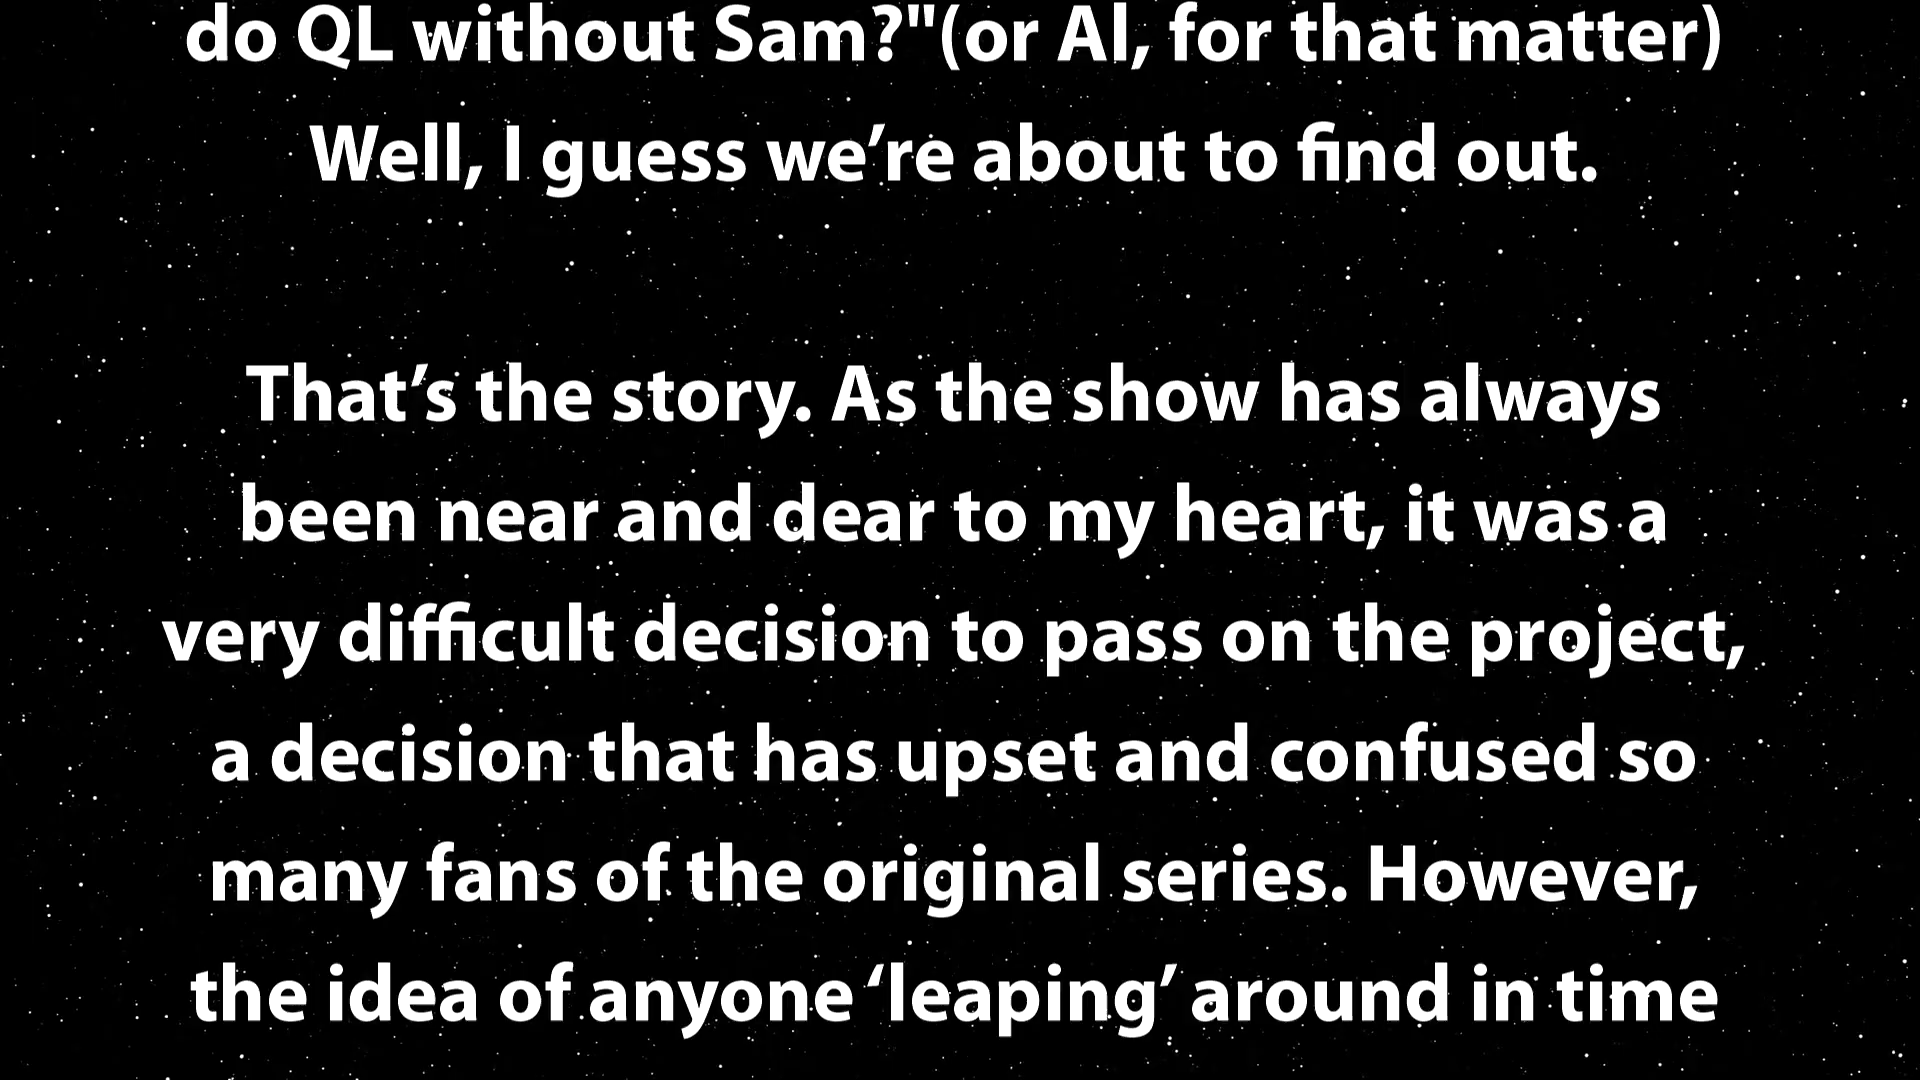 do QL without Sam?"(or Al, for that matter)
Well, I guess we’re about to find out.
That’s the story. As the show has always
been near and dear to my heart, it was a
very difficult decision to pass on the project,
a decision that has upset and confused so
many fans of the original series. However,
the idea of anyone ‘leaping’ around in time